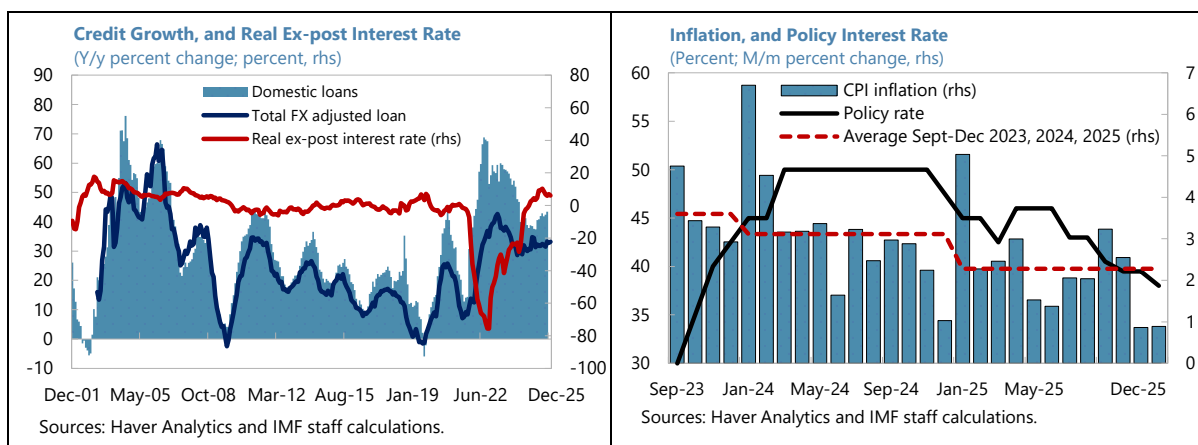 Credit Growth, and Real Ex-post Interest Rate
(Y/y percent change; percent, rhs)
90
80
70
60
50
40
30
20
10
0
-10
80
60
40
20
0
-20
-40
-60
-80
-100
Domestic loans
Total FX adjusted loan
Real ex-post interest rate (rhs)
Dec-01 May-05 Oct-08 Mar-12 Aug-15 Jan-19 Jun-22 Dec-25
Sources: Haver Analytics and IMF staff calculations.
Inflation, and Policy Interest Rate
(Percent; M/m percent change, rhs)
60
55
50
45
40
35
30
7
6
5
4
3
2
1
0
CPI inflation (rhs)
Policy rate
Average Sept-Dec 2023, 2024, 2025 (rhs)
Sep-23 Jan-24 May-24 Sep-24 Jan-25 May-25 Dec-25
Sources: Haver Analytics and IMF staff calculations.